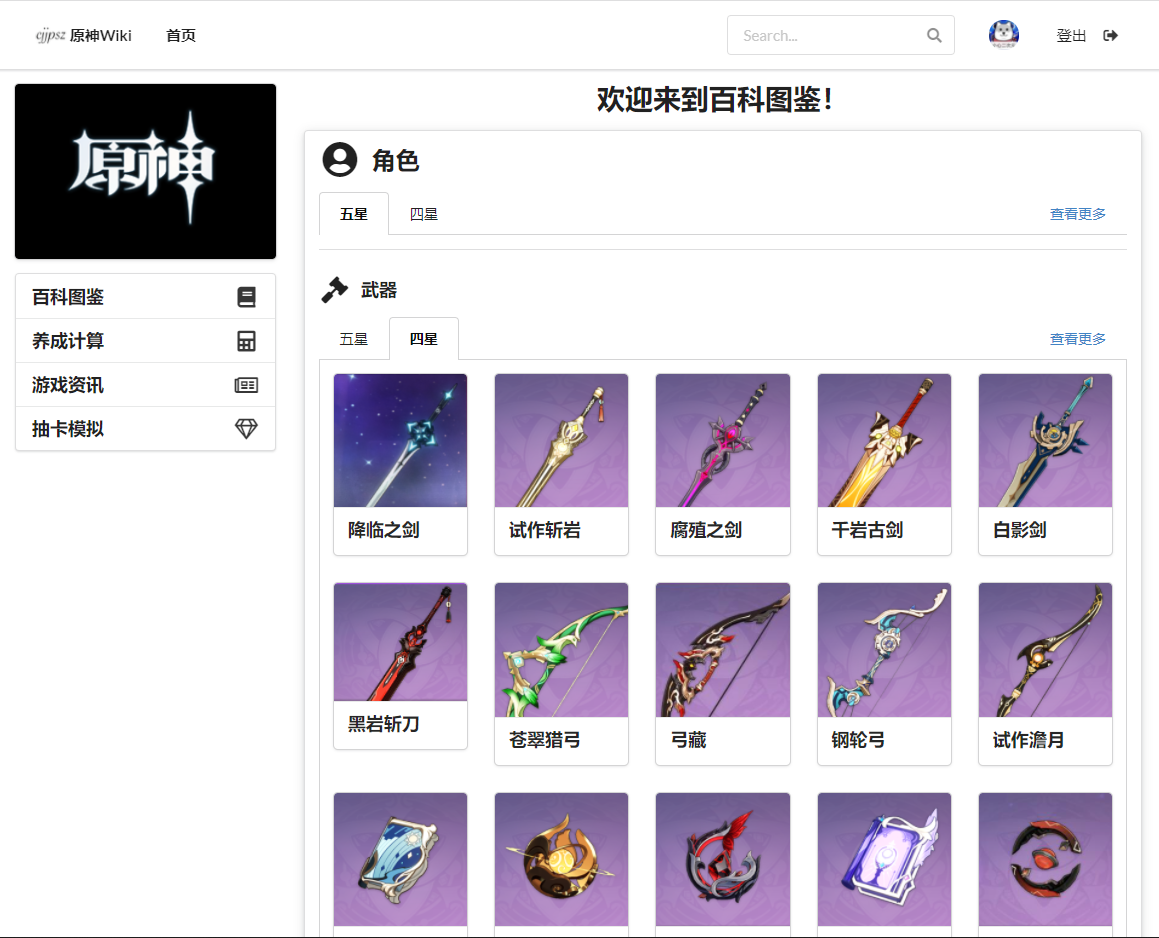 cjjpsz 原神Wiki 首页 Search... 登出
原神
欢迎来到百科图鉴！
百科图鉴
养成计算
游戏资讯
抽卡模拟
角色
五星 四星 查看更多
武器
五星 四星 查看更多
降临之剑 试作斩岩 腐殖之剑 千岩古剑 白影剑
黑岩斩刀 苍翠猎弓 弓藏 钢轮弓 试作澹月